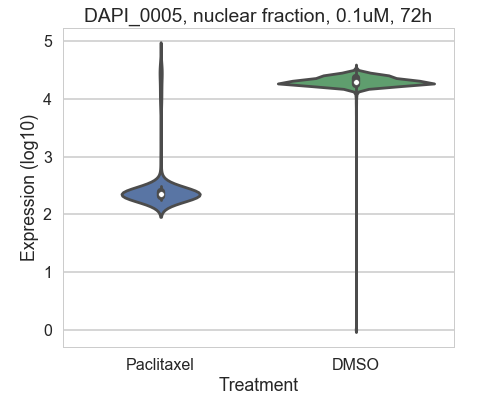 DAPI_0005, nuclear fraction, 0.1uM, 72h
5
4
3
2
1
0
Expression (log10)
Paclitaxel DMSO
Treatment